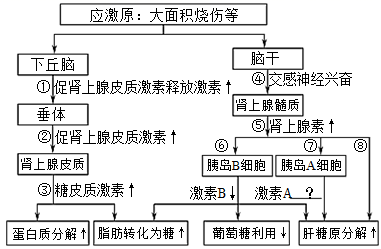 应激原：大面积烧伤等
下丘脑
脑干
①促肾上腺皮质激素释放激素↑
④交感神经兴奋
垂体
肾上腺髓质
②促肾上腺皮质激素↑
⑤肾上腺素↑
肾上腺皮质
⑥ ⑦ ⑧
胰岛B细胞
胰岛A细胞
③糖皮质激素↑
激素B↓
激素A ?
蛋白质分解↑
脂肪转化为糖↑
葡萄糖利用↓
肝糖原分解↑